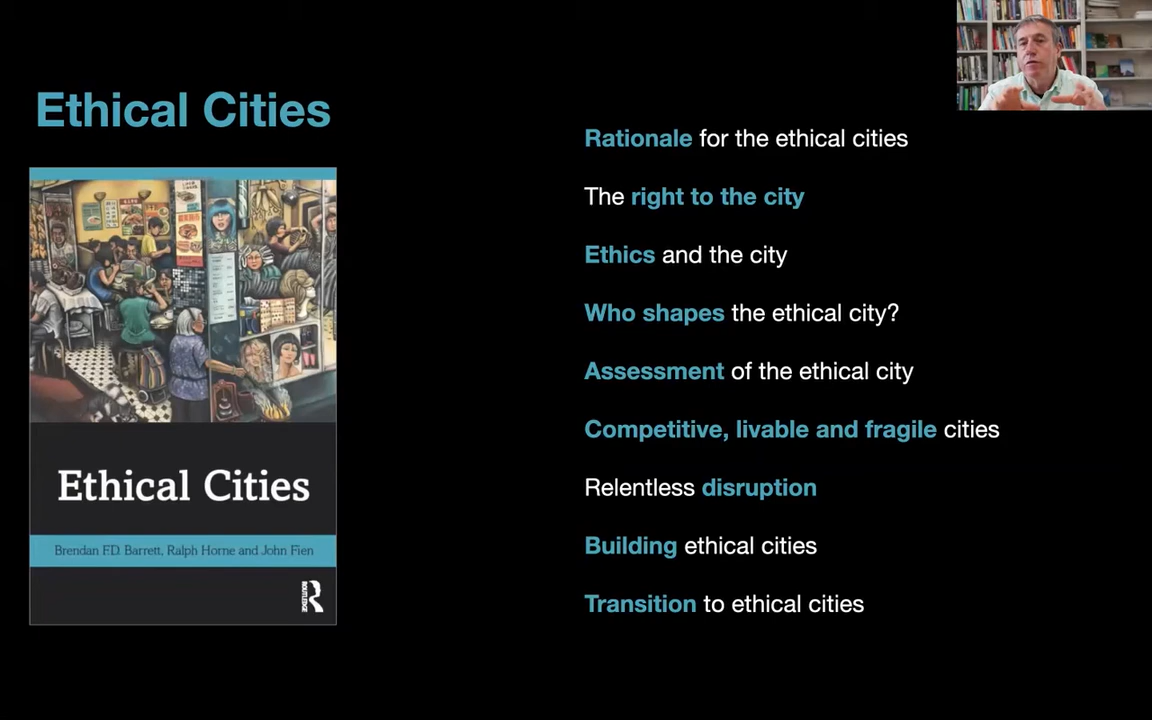 Ethical Cities
Ethical Cities
Brendan F.D. Barrett, Ralph Horne and John Fien
ROUTLEDGE
Rationale for the ethical cities
The right to the city
Ethics and the city
Who shapes the ethical city?
Assessment of the ethical city
Competitive, livable and fragile cities
Relentless disruption
Building ethical cities
Transition to ethical cities